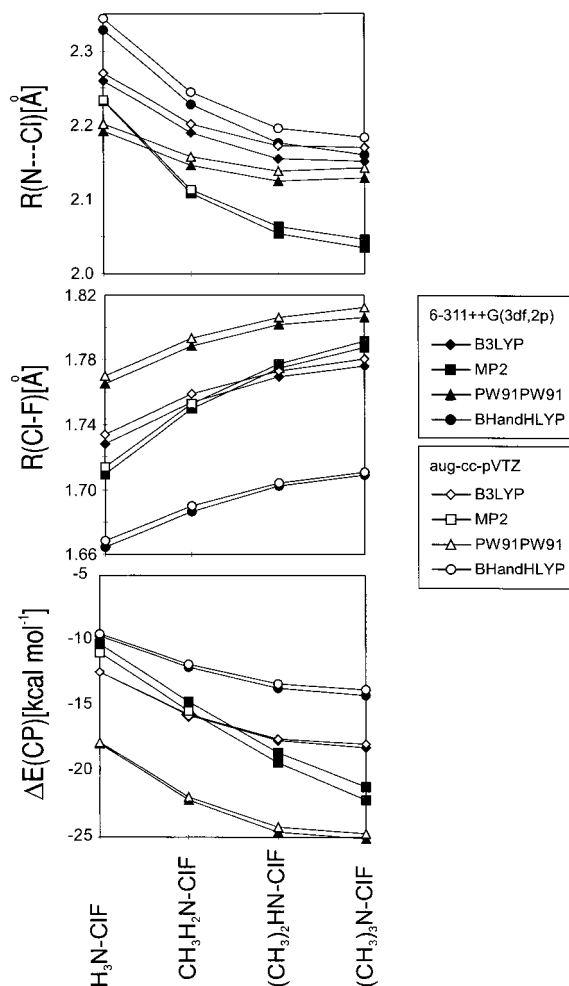 R(N---Cl)[Å]
2.3
2.2
2.1
2.0
R(Cl-F)[Å]
1.82
1.78
1.74
1.70
1.66
ΔE(CP)[kcal mol⁻¹]
-5
-10
-15
-20
-25
H₃N-ClF
CH₃H₂N-ClF
(CH₃)₂HN-ClF
(CH₃)₃N-ClF
6-311++G(3df,2p)
B3LYP
MP2
PW91PW91
BHandHLYP
aug-cc-pVTZ
B3LYP
MP2
PW91PW91
BHandHLYP